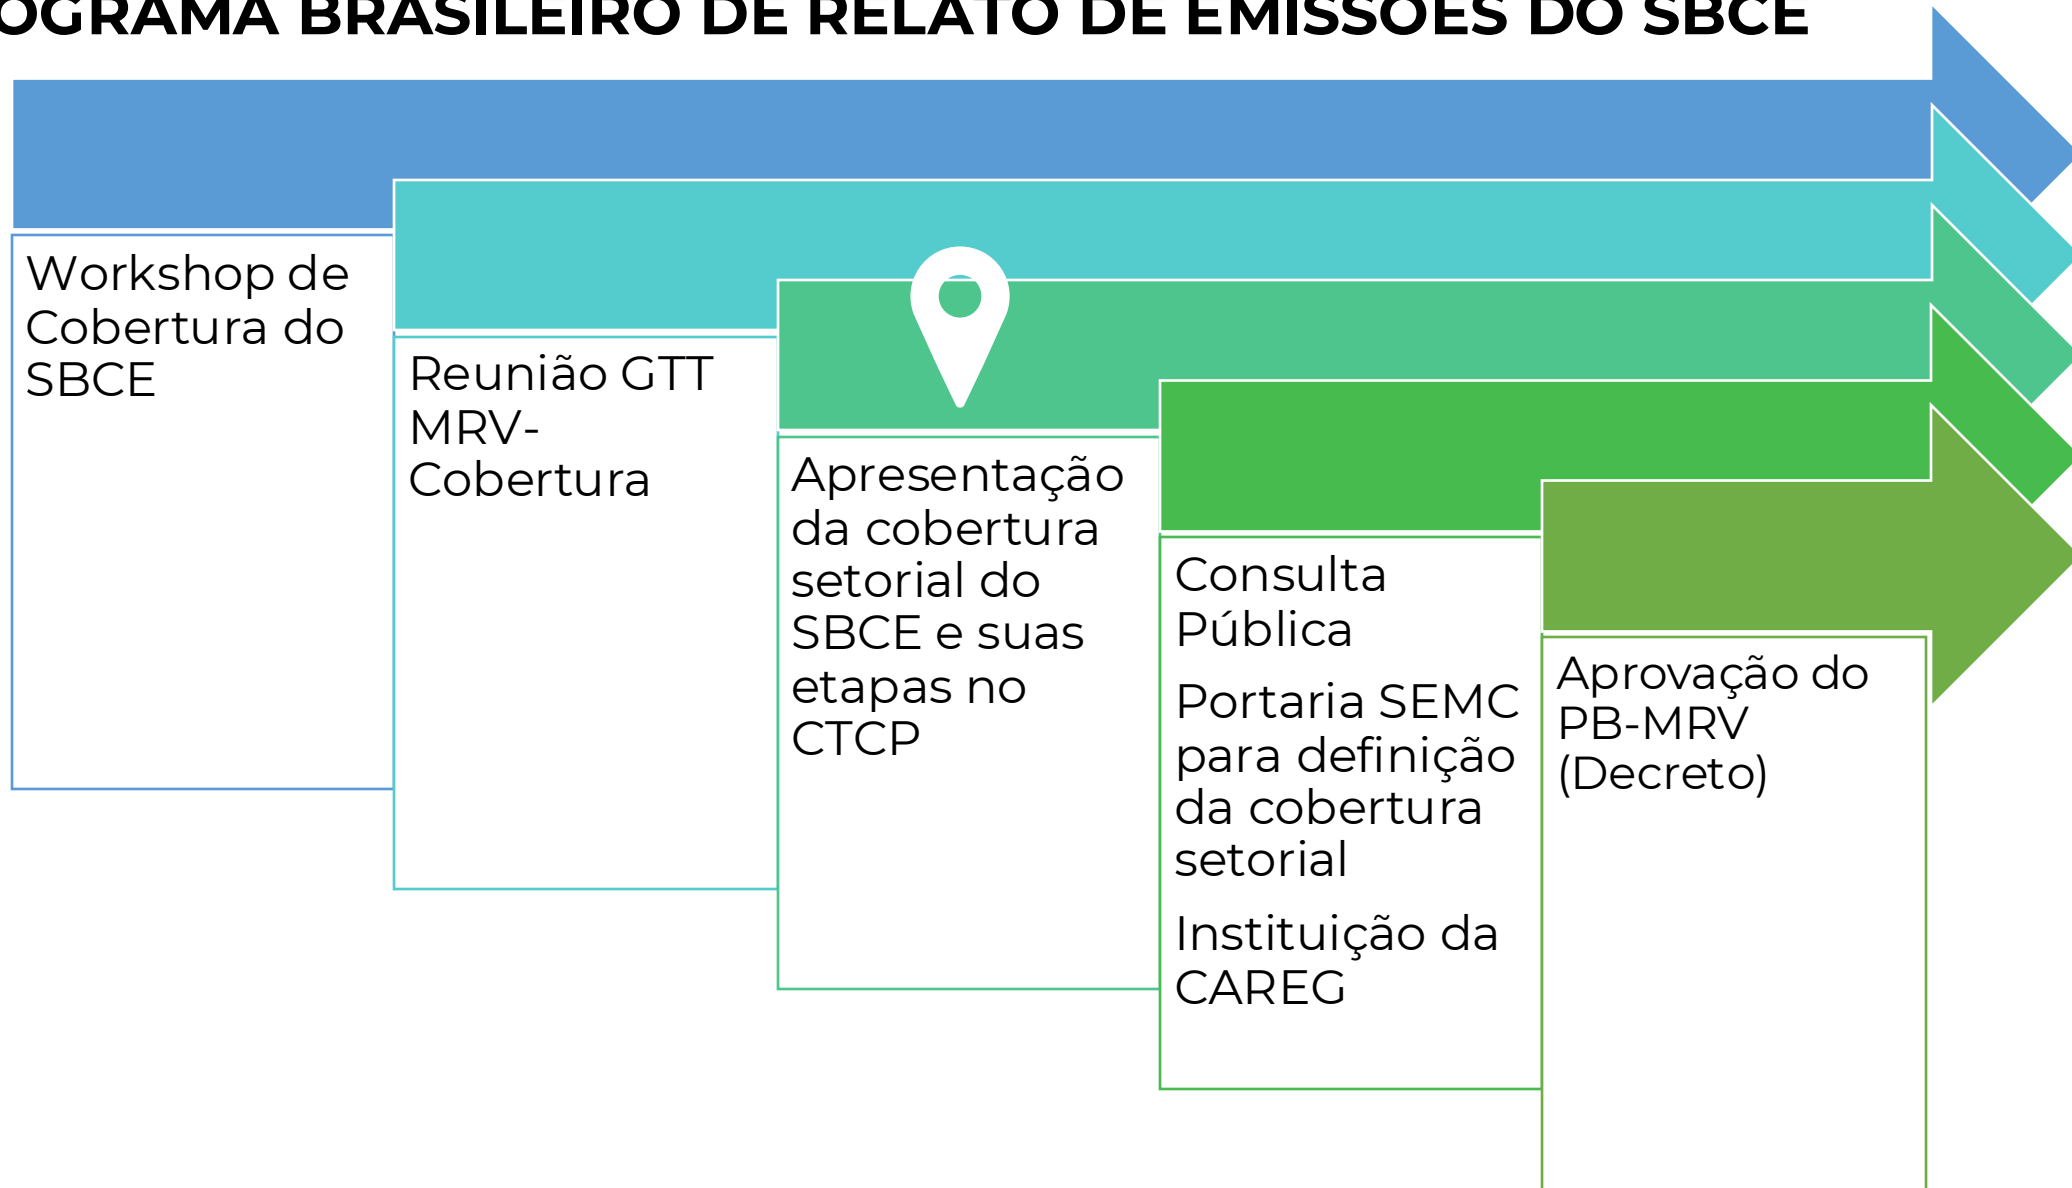 OGRAMA BRASILEIRO DE RELATO DE EMISSÕES DO SBCE
Workshop de
Cobertura do
SBCE
Reunião GTT
MRV-
Cobertura
Apresentação
da cobertura
setorial do
SBCE e suas
etapas no
CTCP
Consulta
Pública
Portaria SEMC
para definição
da cobertura
setorial
Instituição da
CAREG
Aprovação do
PB-MRV
(Decreto)